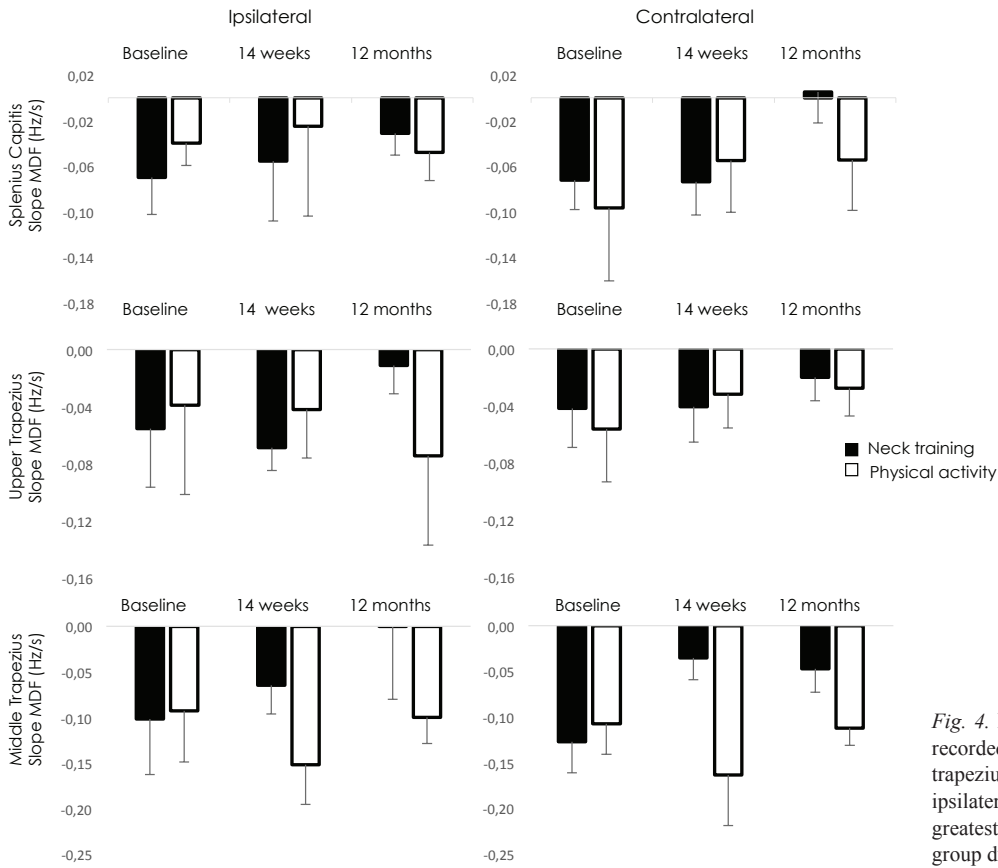 Ipsilateral
Contralateral
Baseline 14 weeks 12 months
Baseline 14 weeks 12 months
Splenius Capitis
Slope MDF (Hz/s)
0,02
-0,02
-0,06
-0,10
-0,14
-0,18
0,02
-0,02
-0,06
-0,10
-0,14
-0,18
Baseline 14 weeks 12 months
Baseline 14 weeks 12 months
Upper Trapezius
Slope MDF (Hz/s)
0,00
-0,04
-0,08
-0,12
-0,16
0,00
-0,04
-0,08
-0,12
-0,16
Neck training
Physical activity
Baseline 14 weeks 12 months
Baseline 14 weeks 12 months
Middle Trapezius
Slope MDF (Hz/s)
0,00
-0,05
-0,10
-0,15
-0,20
-0,25
0,00
-0,05
-0,10
-0,15
-0,20
-0,25
Fig. 4.
recorded
trapezius
ipsilater
greatest
group d